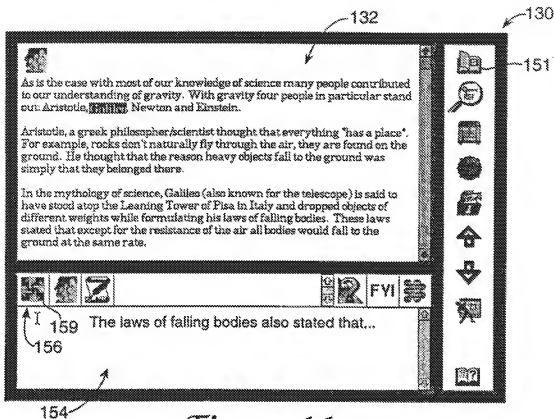 132
130
151
As is the case with most of our knowledge of science many people contributed
to our understanding of gravity. With gravity four people in particular stand
out: Aristotle, Galileo, Newton and Einstein.
Aristotle, a greek philosopher/scientist thought that everything "has a place".
For example, rocks don't naturally fly through the air, they are found on the
ground. He thought that the reason heavy objects fall to the ground was
simply that they belonged there.
In the mythology of science, Galileo (also known for the telescope) is said to
have stood atop the Leaning Tower of Pisa in Italy and dropped objects of
different weights while formulating his laws of falling bodies. These laws
stated that except for the resistance of the air all bodies would fall to the
ground at the same rate.
FYI
159
The laws of falling bodies also stated that...
156
154